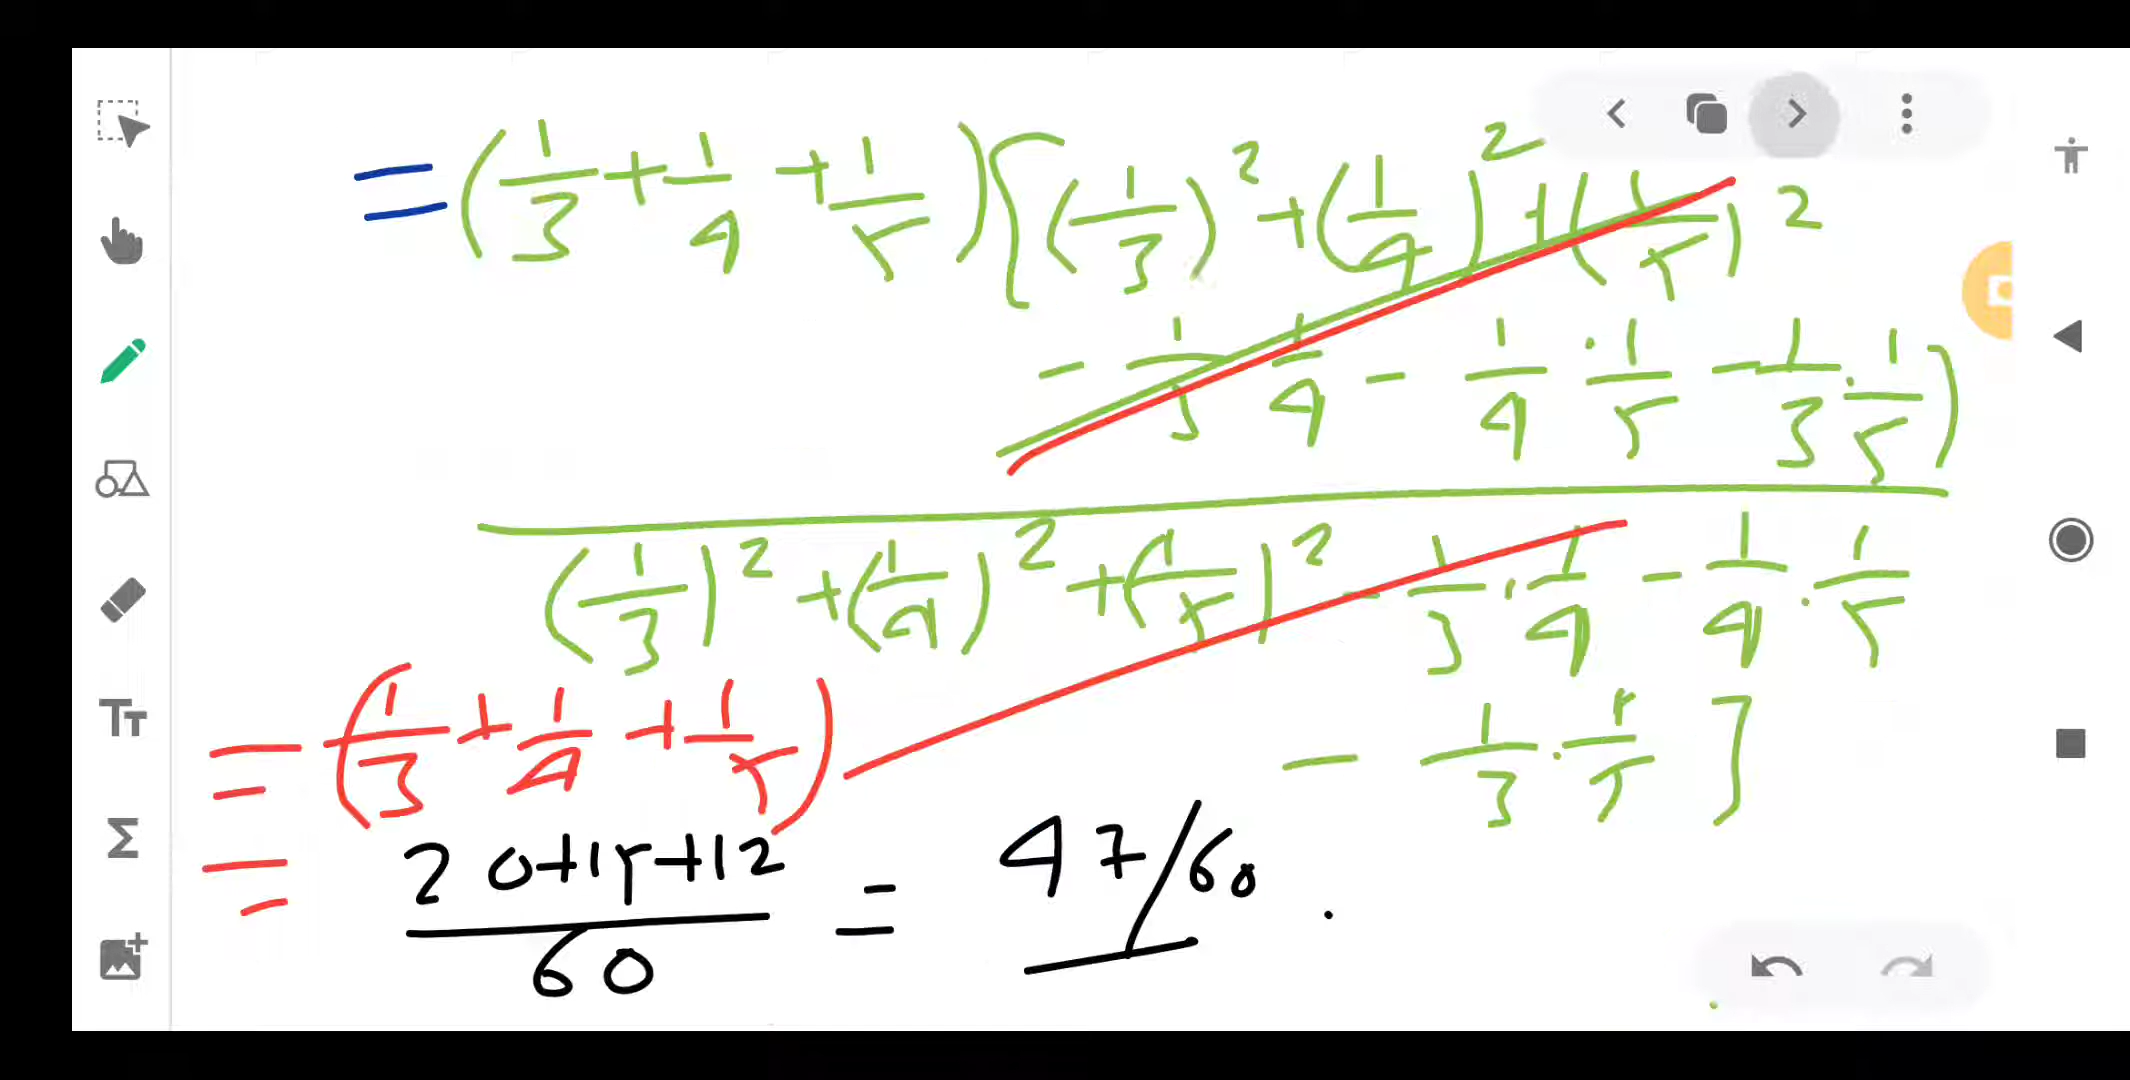 = (1/3 + 1/4 + 1/5) [(1/3)² + (1/4)² + (1/5)²
- 1/3 1/4 - 1/4 · 1/5 - 1/3 · 1/5)
(1/3)² + (1/4)² + (1/5)² - 1/3 · 1/4 - 1/4 · 1/5
- 1/3 · 1/5 ]
= (1/3 + 1/4 + 1/5)
= 20+15+12 / 60 = 47/60 .
Tт
Σ